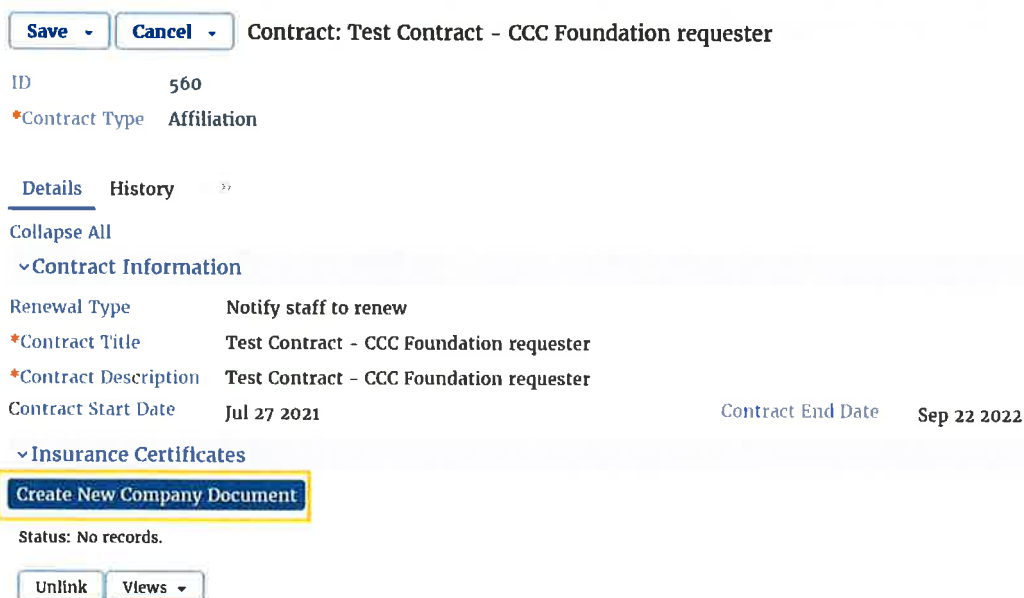 Save Cancel Contract: Test Contract - CCC Foundation requester
ID 560
*Contract Type Affiliation
Details History »
Collapse All
Contract Information
Renewal Type Notify staff to renew
*Contract Title Test Contract - CCC Foundation requester
*Contract Description Test Contract - CCC Foundation requester
Contract Start Date Jul 27 2021 Contract End Date Sep 22 2022
Insurance Certificates
Create New Company Document
Status: No records.
Unlink Views